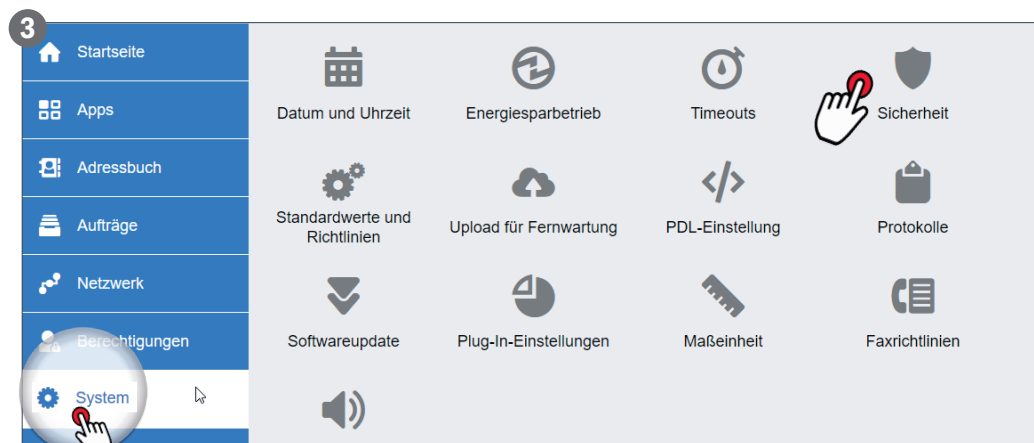 3
Startseite
Apps
Adressbuch
Aufträge
Netzwerk
Berechtigungen
System
Datum und Uhrzeit
Energiesparbetrieb
Timeouts
Sicherheit
Standardwerte und
Richtlinien
Upload für Fernwartung
PDL-Einstellung
Protokolle
Softwareupdate
Plug-In-Einstellungen
Maßeinheit
Faxrichtlinien